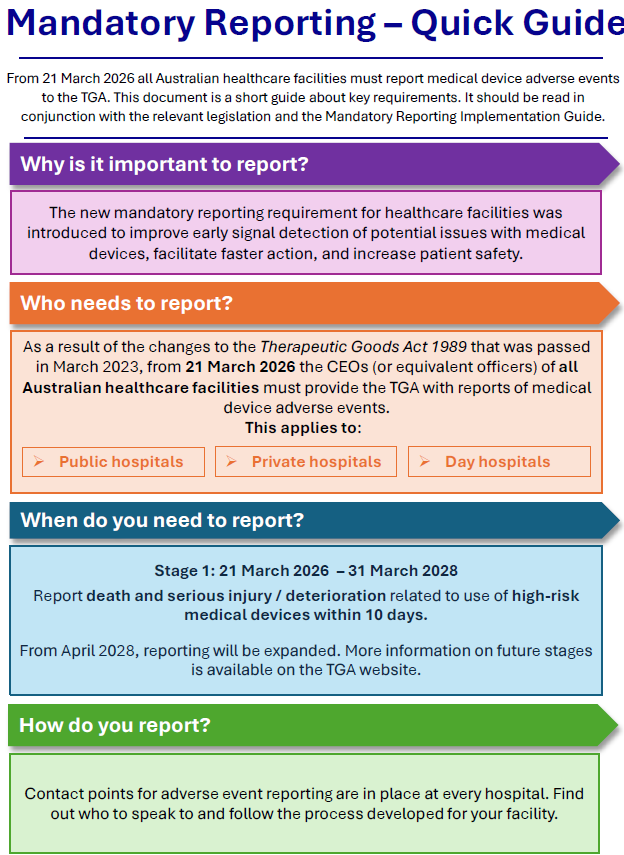 Mandatory Reporting – Quick Guide
From 21 March 2026 all Australian healthcare facilities must report medical device adverse events
to the TGA. This document is a short guide about key requirements. It should be read in
conjunction with the relevant legislation and the Mandatory Reporting Implementation Guide.
Why is it important to report?
The new mandatory reporting requirement for healthcare facilities was
introduced to improve early signal detection of potential issues with medical
devices, facilitate faster action, and increase patient safety.
Who needs to report?
As a result of the changes to the Therapeutic Goods Act 1989 that was passed
in March 2023, from 21 March 2026 the CEOs (or equivalent officers) of all
Australian healthcare facilities must provide the TGA with reports of medical
device adverse events.
This applies to:
➢ Public hospitals
➢ Private hospitals
➢ Day hospitals
When do you need to report?
Stage 1: 21 March 2026 – 31 March 2028
Report death and serious injury / deterioration related to use of high-risk
medical devices within 10 days.
From April 2028, reporting will be expanded. More information on future stages
is available on the TGA website.
How do you report?
Contact points for adverse event reporting are in place at every hospital. Find
out who to speak to and follow the process developed for your facility.